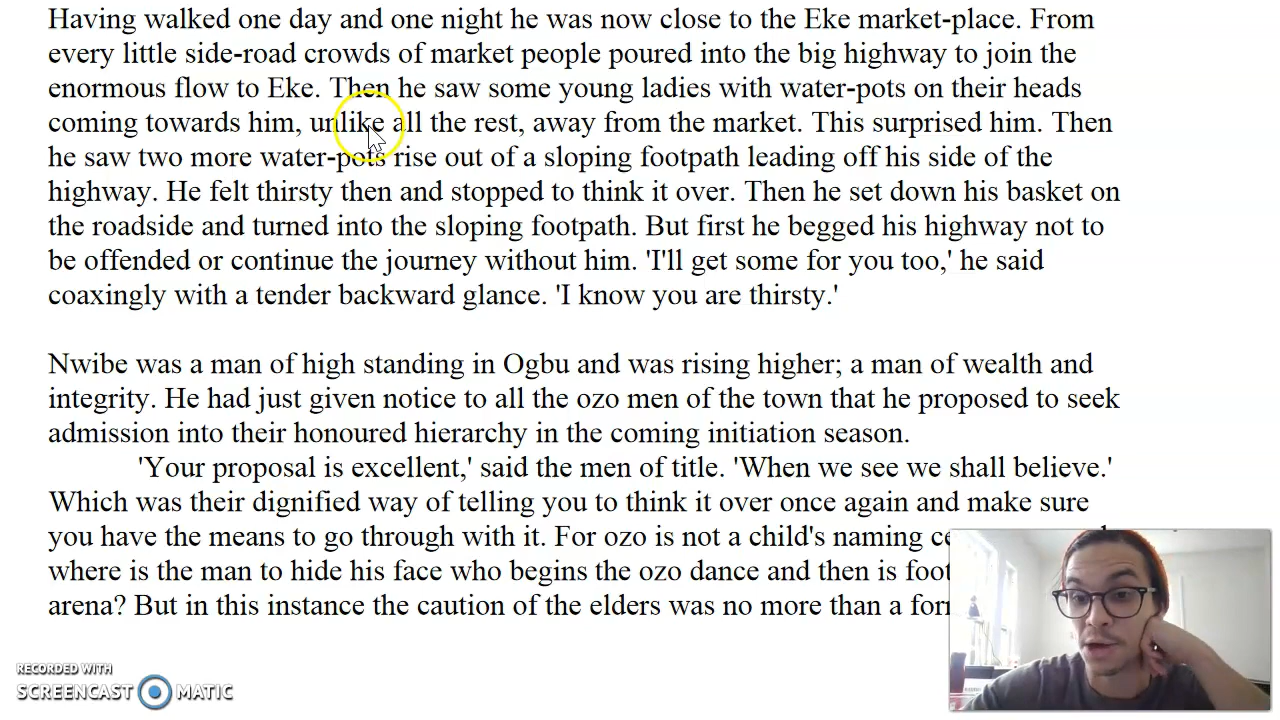 Having walked one day and one night he was now close to the Eke market-place. From
every little side-road crowds of market people poured into the big highway to join the
enormous flow to Eke. Then he saw some young ladies with water-pots on their heads
coming towards him, unlike all the rest, away from the market. This surprised him. Then
he saw two more water-pots rise out of a sloping footpath leading off his side of the
highway. He felt thirsty then and stopped to think it over. Then he set down his basket on
the roadside and turned into the sloping footpath. But first he begged his highway not to
be offended or continue the journey without him. 'I'll get some for you too,' he said
coaxingly with a tender backward glance. 'I know you are thirsty.'
Nwibe was a man of high standing in Ogbu and was rising higher; a man of wealth and
integrity. He had just given notice to all the ozo men of the town that he proposed to seek
admission into their honoured hierarchy in the coming initiation season.
'Your proposal is excellent,' said the men of title. 'When we see we shall believe.'
Which was their dignified way of telling you to think it over once again and make sure
you have the means to go through with it. For ozo is not a child's naming
where is the man to hide his face who begins the ozo dance and then is
arena? But in this instance the caution of the elders was no more than a
RECORDED WITH
SCREENCAST MATIC